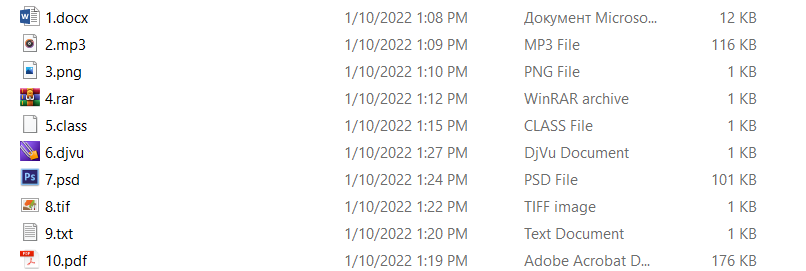 1.docx 1/10/2022 1:08 PM Документ Microso... 12 KB
2.mp3 1/10/2022 1:09 PM MP3 File 116 KB
3.png 1/10/2022 1:10 PM PNG File 1 KB
4.rar 1/10/2022 1:12 PM WinRAR archive 1 KB
5.class 1/10/2022 1:15 PM CLASS File 1 KB
6.djvu 1/10/2022 1:27 PM DjVu Document 1 KB
7.psd 1/10/2022 1:24 PM PSD File 101 KB
8.tif 1/10/2022 1:22 PM TIFF image 1 KB
9.txt 1/10/2022 1:20 PM Text Document 1 KB
10.pdf 1/10/2022 1:19 PM Adobe Acrobat D... 176 KB